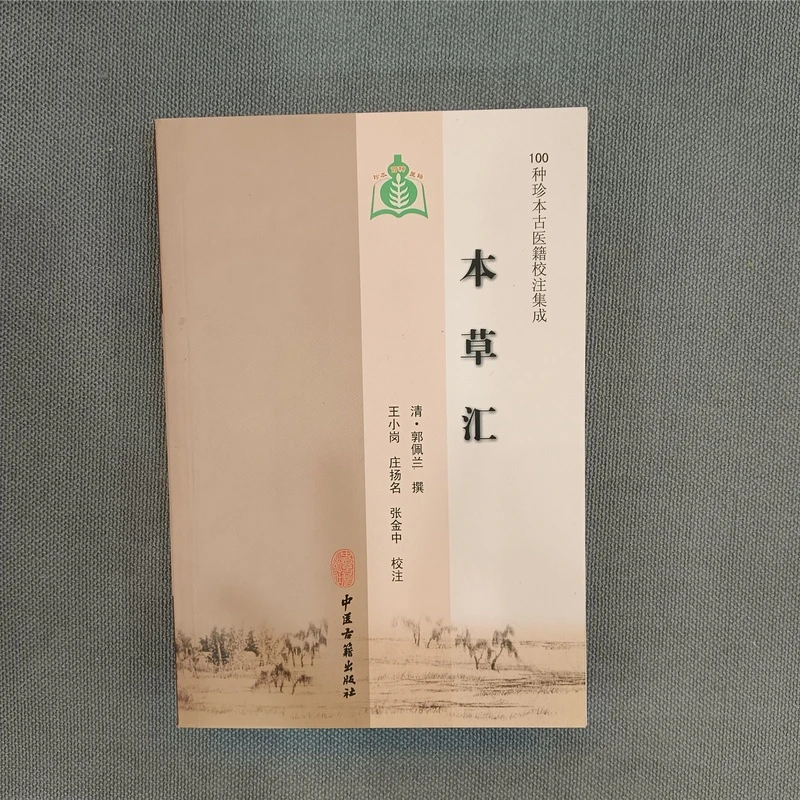 100种珍本古医籍校注集成
本草汇
清·郭佩兰 撰
王小岗 庄扬名 张金中 校注
中医古籍出版社